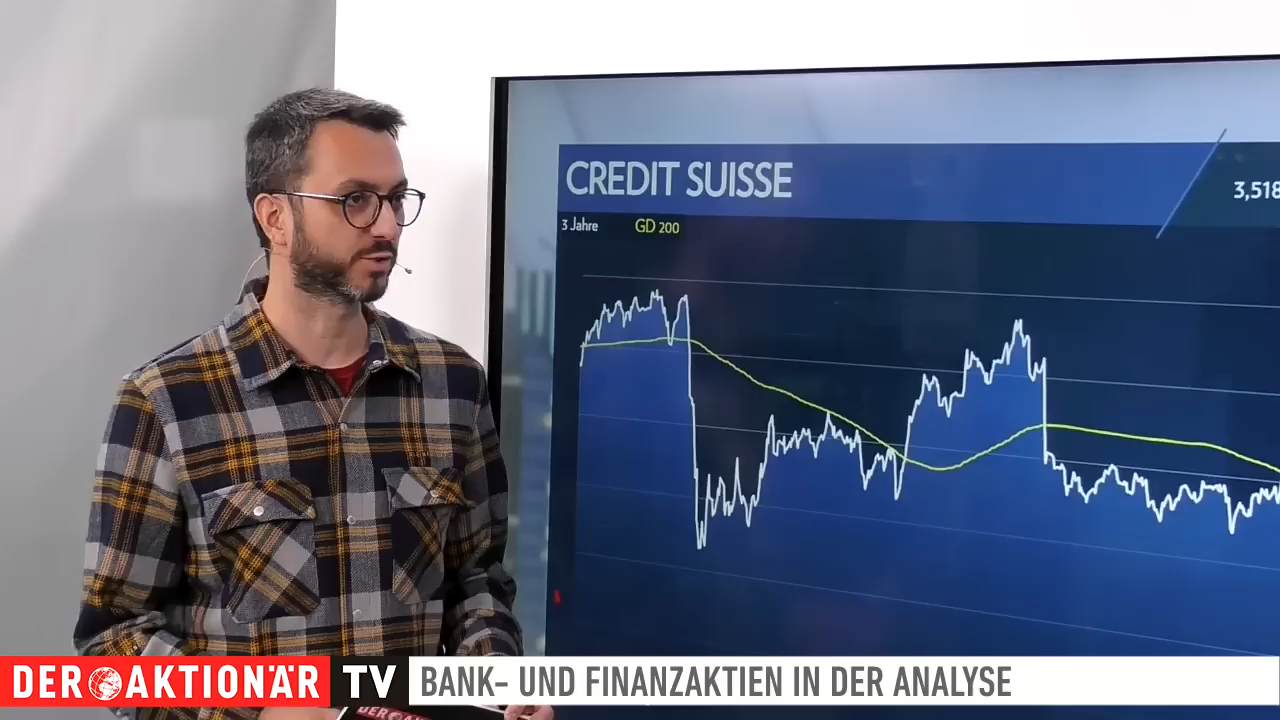 CREDIT SUISSE
3,518
3 Jahre
GD 200
DER AKTIONÄR TV
BANK- UND FINANZAKTIEN IN DER ANALYSE